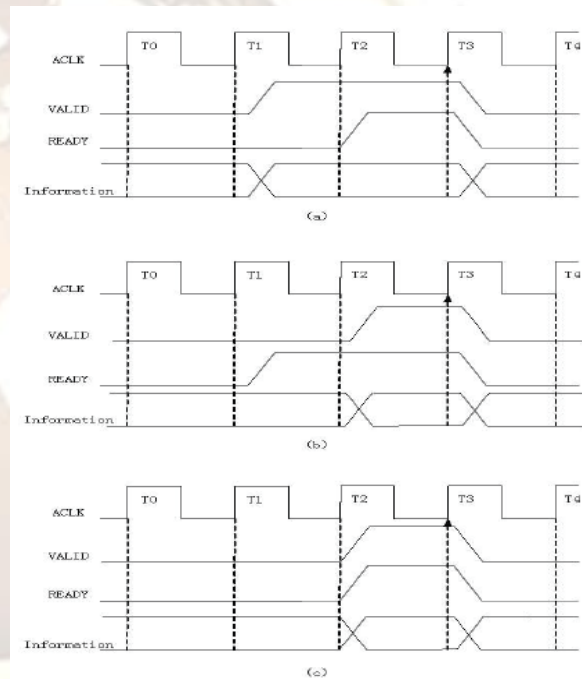 T0 T1 T2 T3 T4
ACLK
VALID
READY
Information
(a)
T0 T1 T2 T3 T4
ACLK
VALID
READY
Information
(b)
T0 T1 T2 T3 T4
ACLK
VALID
READY
Information
(c)